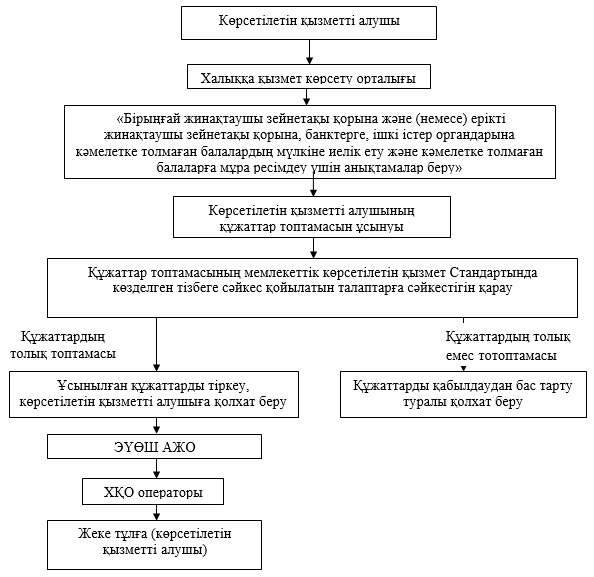 Көрсетілетін қызметті алушы
Халыққа қызмет көрсету орталығы
«Бірыңғай жинақтаушы зейнетақы қорына және (немесе) ерікті
жинақтаушы зейнетақы қорына, банктерге, ішкі істер органдарына
кәмелетке толмаған балалардың мүлкіне иелік ету және кәмелетке толмаған
балаларға мұра ресімдеу үшін анықтамалар беру»
Көрсетілетін қызметті алушының
құжаттар топтамасын ұсынуы
Құжаттар топтамасының мемлекеттік көрсетілетін қызмет Стандартында
көзделген тізбеге сәйкес қойылатын талаптарға сәйкестігін қарау
Құжаттардың
толық топтамасы
Құжаттардың толық
емес тотоптамасы
Ұсынылған құжаттарды тіркеу,
көрсетілетін қызметті алушыға қолхат беру
Құжаттарды қабылдаудан бас тарту
туралы қолхат беру
ЭҮӨШ АЖО
ХҚО операторы
Жеке тұлға (көрсетілетін
қызметті алушы)